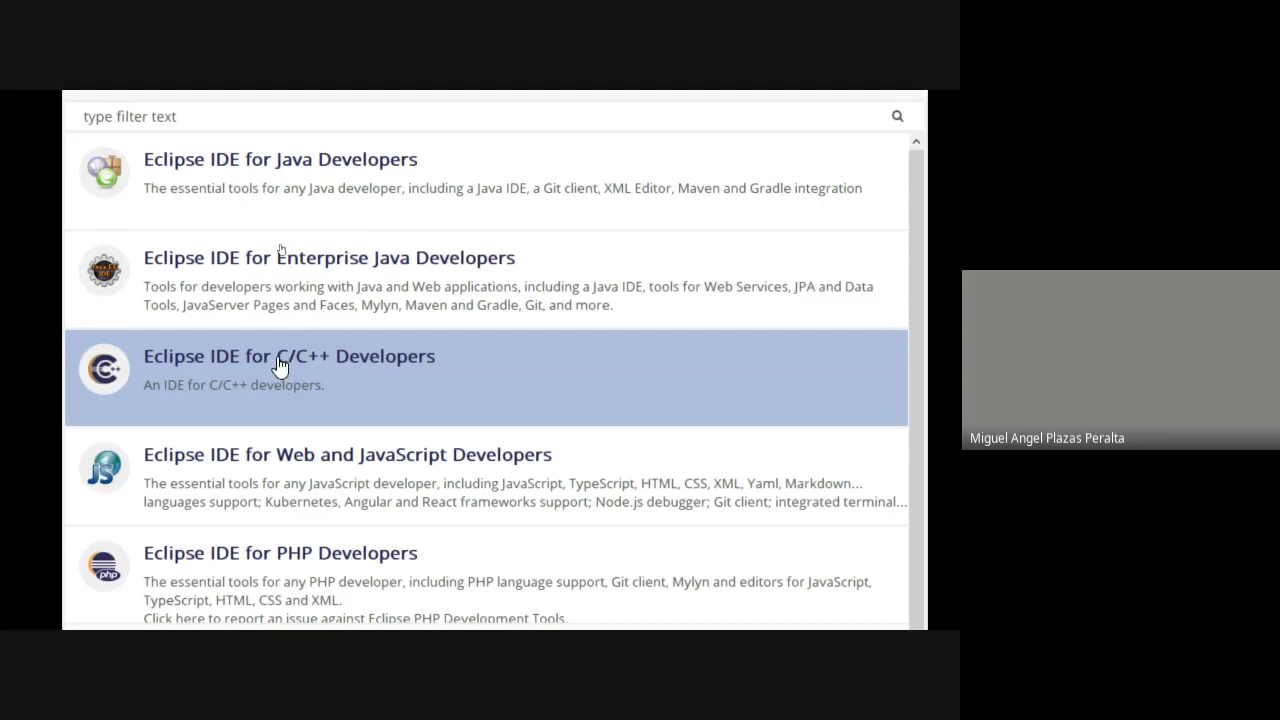 type filter text
Eclipse IDE for Java Developers
The essential tools for any Java developer, including a Java IDE, a Git client, XML Editor, Maven and Gradle integration
Eclipse IDE for Enterprise Java Developers
Java EE
IDE
Tools for developers working with Java and Web applications, including a Java IDE, tools for Web Services, JPA and Data
Tools, JavaServer Pages and Faces, Mylyn, Maven and Gradle, Git, and more.
Eclipse IDE for C/C++ Developers
C++
An IDE for C/C++ developers.
Eclipse IDE for Web and JavaScript Developers
JS
The essential tools for any JavaScript developer, including JavaScript, TypeScript, HTML, CSS, XML, Yaml, Markdown...
languages support; Kubernetes, Angular and React frameworks support; Node.js debugger; Git client; integrated terminal...
Miguel Angel Plazas Peralta
Eclipse IDE for PHP Developers
php
The essential tools for any PHP developer, including PHP language support, Git client, Mylyn and editors for JavaScript,
TypeScript, HTML, CSS and XML.
Click here to report an issue against Eclipse PHP Development Tools.